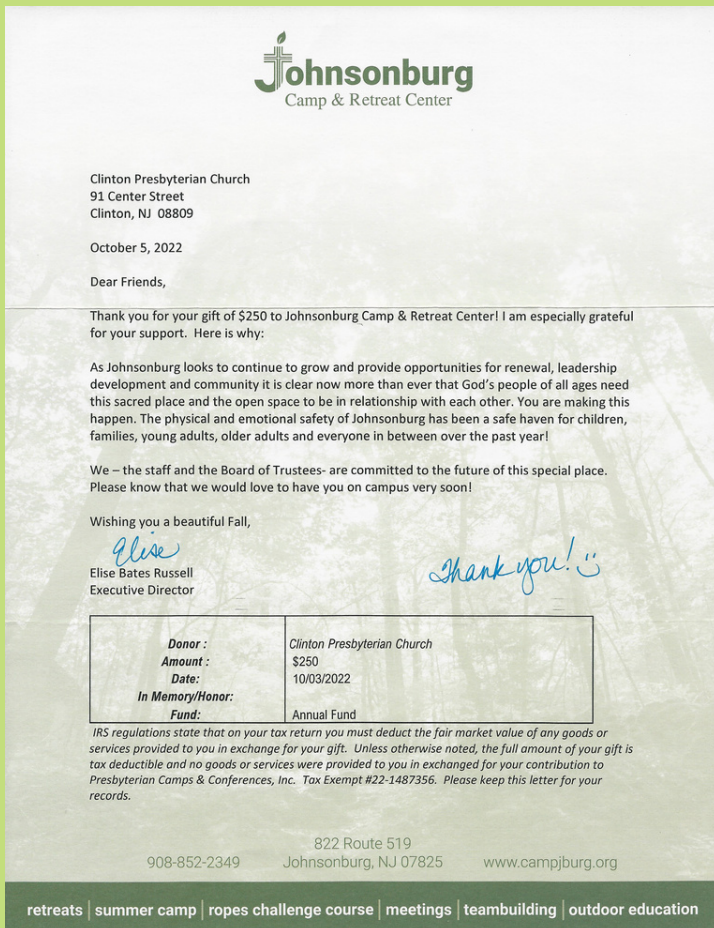 Johnsonburg
Camp & Retreat Center
Clinton Presbyterian Church
91 Center Street
Clinton, NJ  08809
October 5, 2022
Dear Friends,
Thank you for your gift of $250 to Johnsonburg Camp & Retreat Center! I am especially grateful
for your support.  Here is why:
As Johnsonburg looks to continue to grow and provide opportunities for renewal, leadership
development and community it is clear now more than ever that God's people of all ages need
this sacred place and the open space to be in relationship with each other. You are making this
happen. The physical and emotional safety of Johnsonburg has been a safe haven for children,
families, young adults, older adults and everyone in between over the past year!
We – the staff and the Board of Trustees- are committed to the future of this special place.
Please know that we would love to have you on campus very soon!
Wishing you a beautiful Fall,
Elise
Thank you! :)
Elise Bates Russell
Executive Director
Donor : Clinton Presbyterian Church
Amount : $250
Date: 10/03/2022
In Memory/Honor:
Fund: Annual Fund
IRS regulations state that on your tax return you must deduct the fair market value of any goods or
services provided to you in exchange for your gift.  Unless otherwise noted, the full amount of your gift is
tax deductible and no goods or services were provided to you in exchanged for your contribution to
Presbyterian Camps & Conferences, Inc.  Tax Exempt #22-1487356.  Please keep this letter for your
records.
822 Route 519
908-852-2349 Johnsonburg, NJ 07825 www.campjburg.org
retreats | summer camp | ropes challenge course | meetings | teambuilding | outdoor education